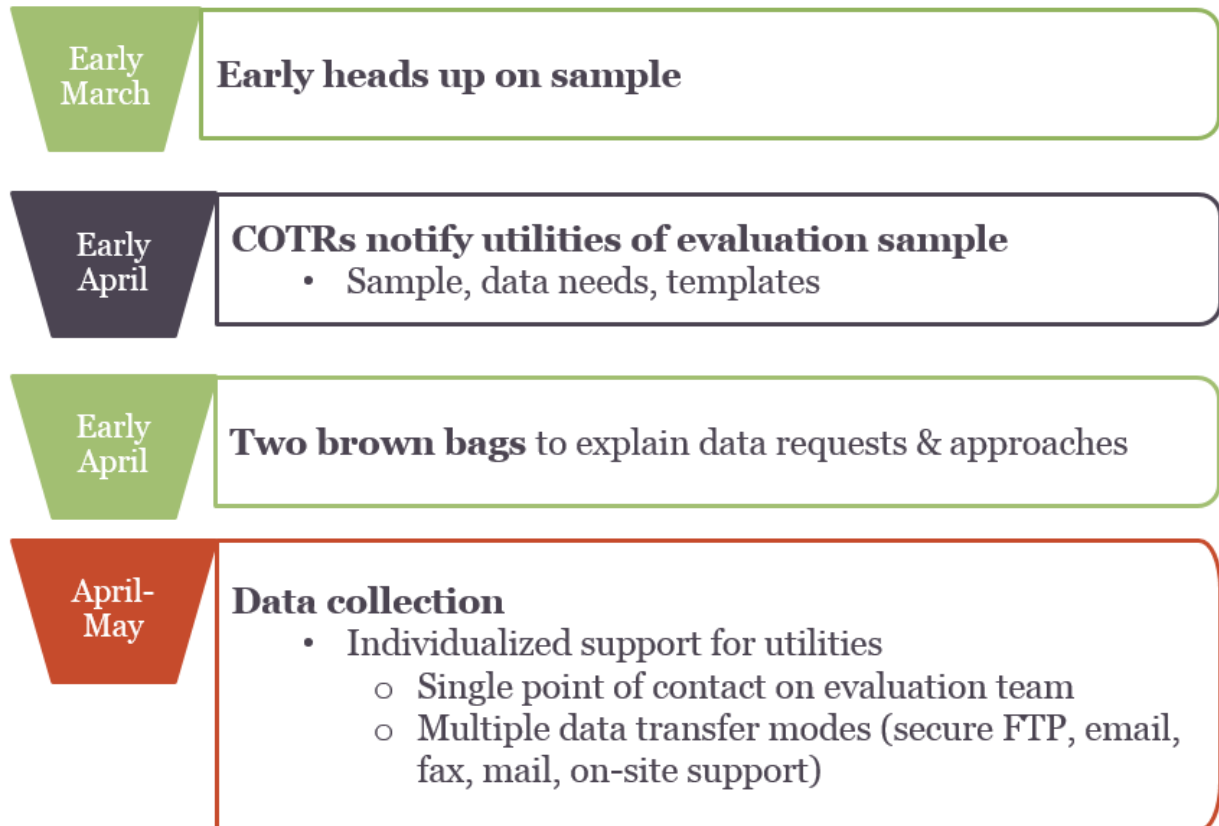 Early
March
Early heads up on sample
Early
April
COTRs notify utilities of evaluation sample
• Sample, data needs, templates
Early
April
Two brown bags to explain data requests & approaches
April-
May
Data collection
• Individualized support for utilities
o Single point of contact on evaluation team
o Multiple data transfer modes (secure FTP, email,
fax, mail, on-site support)